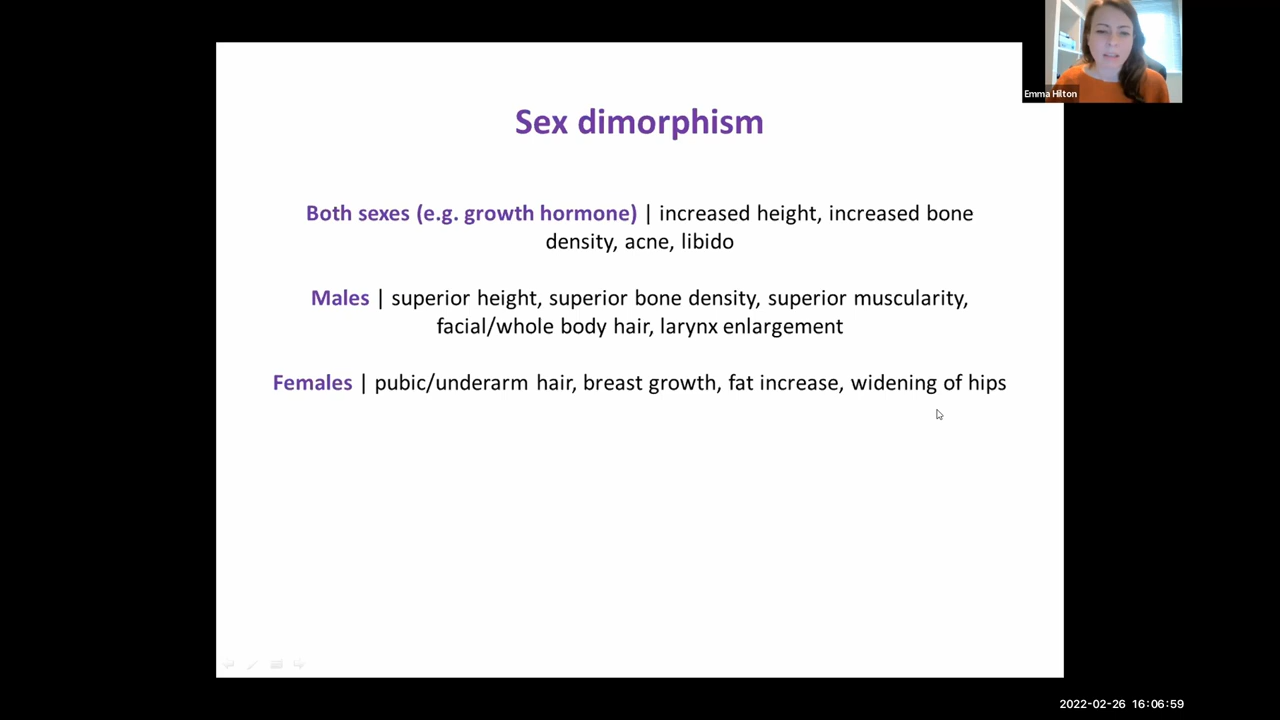 Emma Hilton
Sex dimorphism
Both sexes (e.g. growth hormone) | increased height, increased bone
density, acne, libido
Males | superior height, superior bone density, superior muscularity,
facial/whole body hair, larynx enlargement
Females | pubic/underarm hair, breast growth, fat increase, widening of hips
2022-02-26 16:06:59